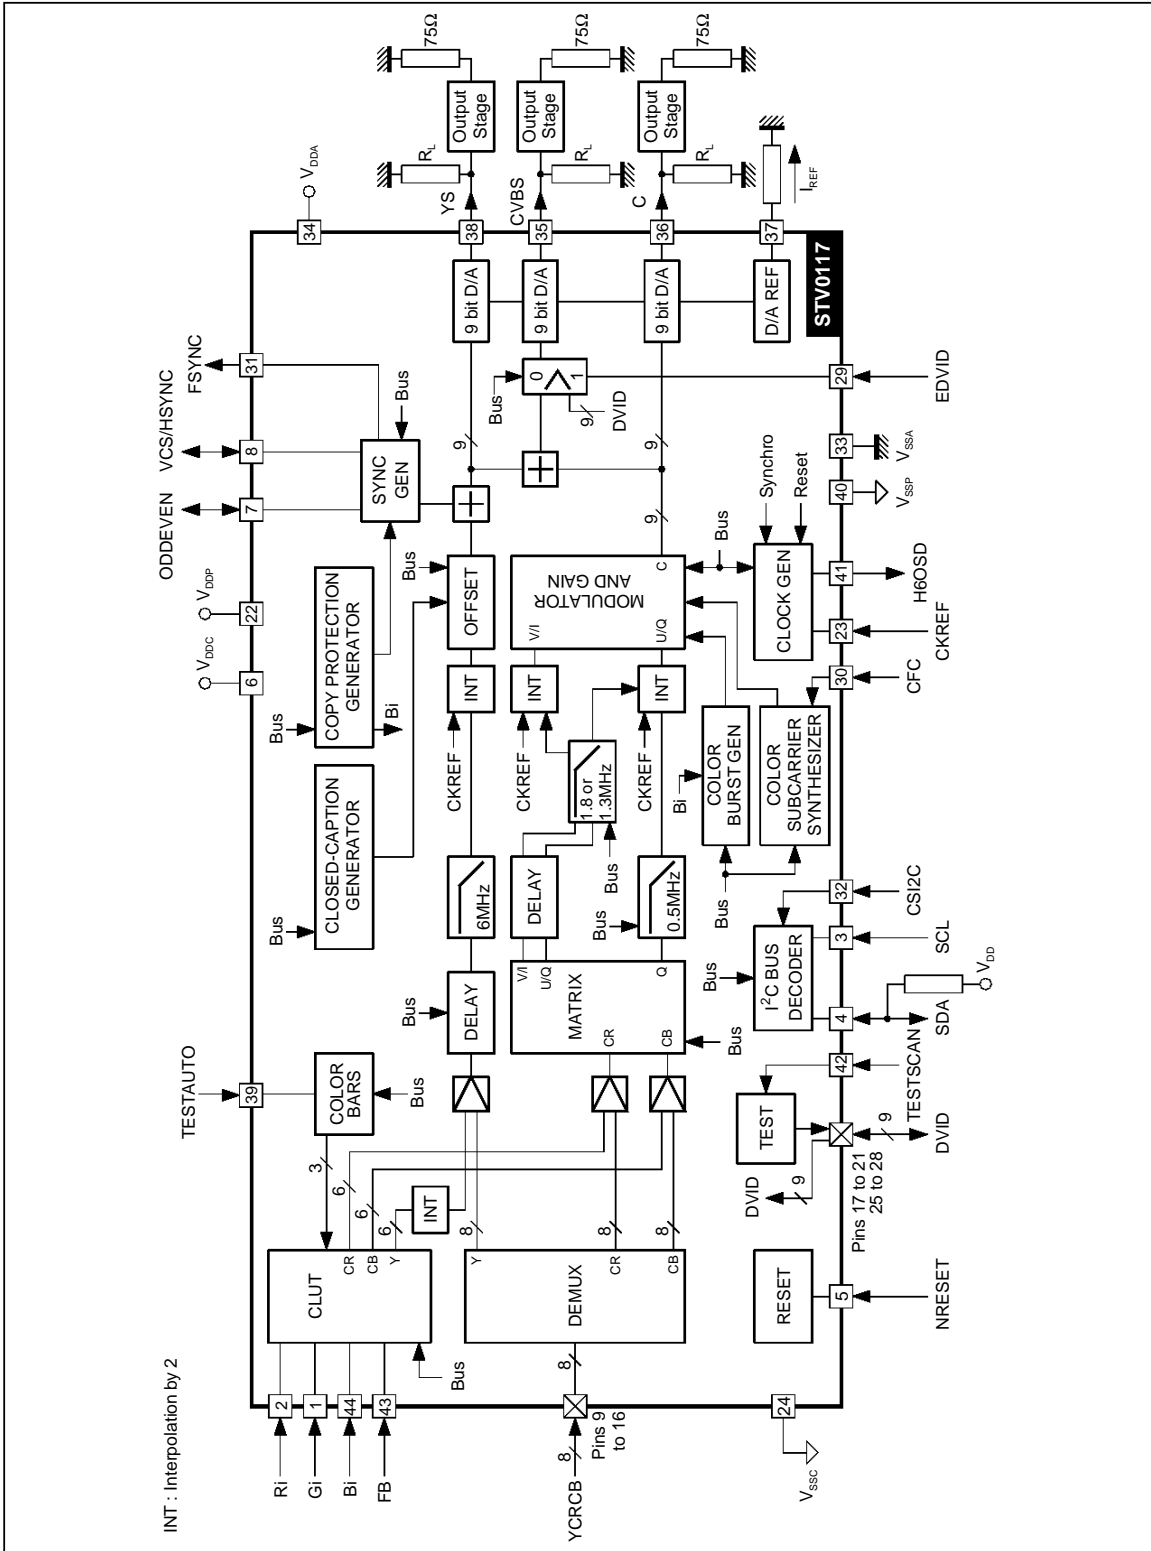 INT : Interpolation by 2
Ri
Gi
Bi
FB
2
1
44
43
CLUT
CR
CB
Y
Bus
3
6
6
6
INT
TESTAUTO
39
COLOR
BARS
Bus
YCRCB
8
Pins 9
to 16
8
DEMUX
Y
CR
CB
8
8
8
VSSC
24
RESET
5
NRESET
DVID
9
TEST
Pins 17 to 21
25 to 28
9
DVID
42
TESTSCAN
4
SDA
VDD
3
SCL
32
CSI2C
I2C BUS
DECODER
Bus
Bus
DELAY
MATRIX
CR
CB
V/I
U/Q
Q
Bus
6MHz
DELAY
Bus
0.5MHz
1.8 or
1.3MHz
Bus
Bus
CLOSED-CAPTION
GENERATOR
Bus
COPY PROTECTION
GENERATOR
Bi
6
VDDC
22
VDDP
CKREF
INT
CKREF
INT
CKREF
INT
Bi
COLOR
BURST GEN
COLOR
SUBCARRIER
SYNTHESIZER
Bus
30
CFC
23
CKREF
41
H6OSD
CLOCK GEN
Synchro
Reset
Bus
OFFSET
Bus
MODULATOR
AND GAIN
V/I
U/Q
C
9
7
ODDEVEN
8
VCS/HSYNC
31
FSYNC
SYNC
GEN
Bus
9
9
Bus
0
1
9
DVID
40
VSSP
33
VSSA
29
EDVID
9 bit D/A
9 bit D/A
9 bit D/A
D/A REF
STV0117
34
VDDA
38
YS
35
CVBS
36
C
37
IREF
RL
RL
RL
Output
Stage
Output
Stage
Output
Stage
75Ω
75Ω
75Ω